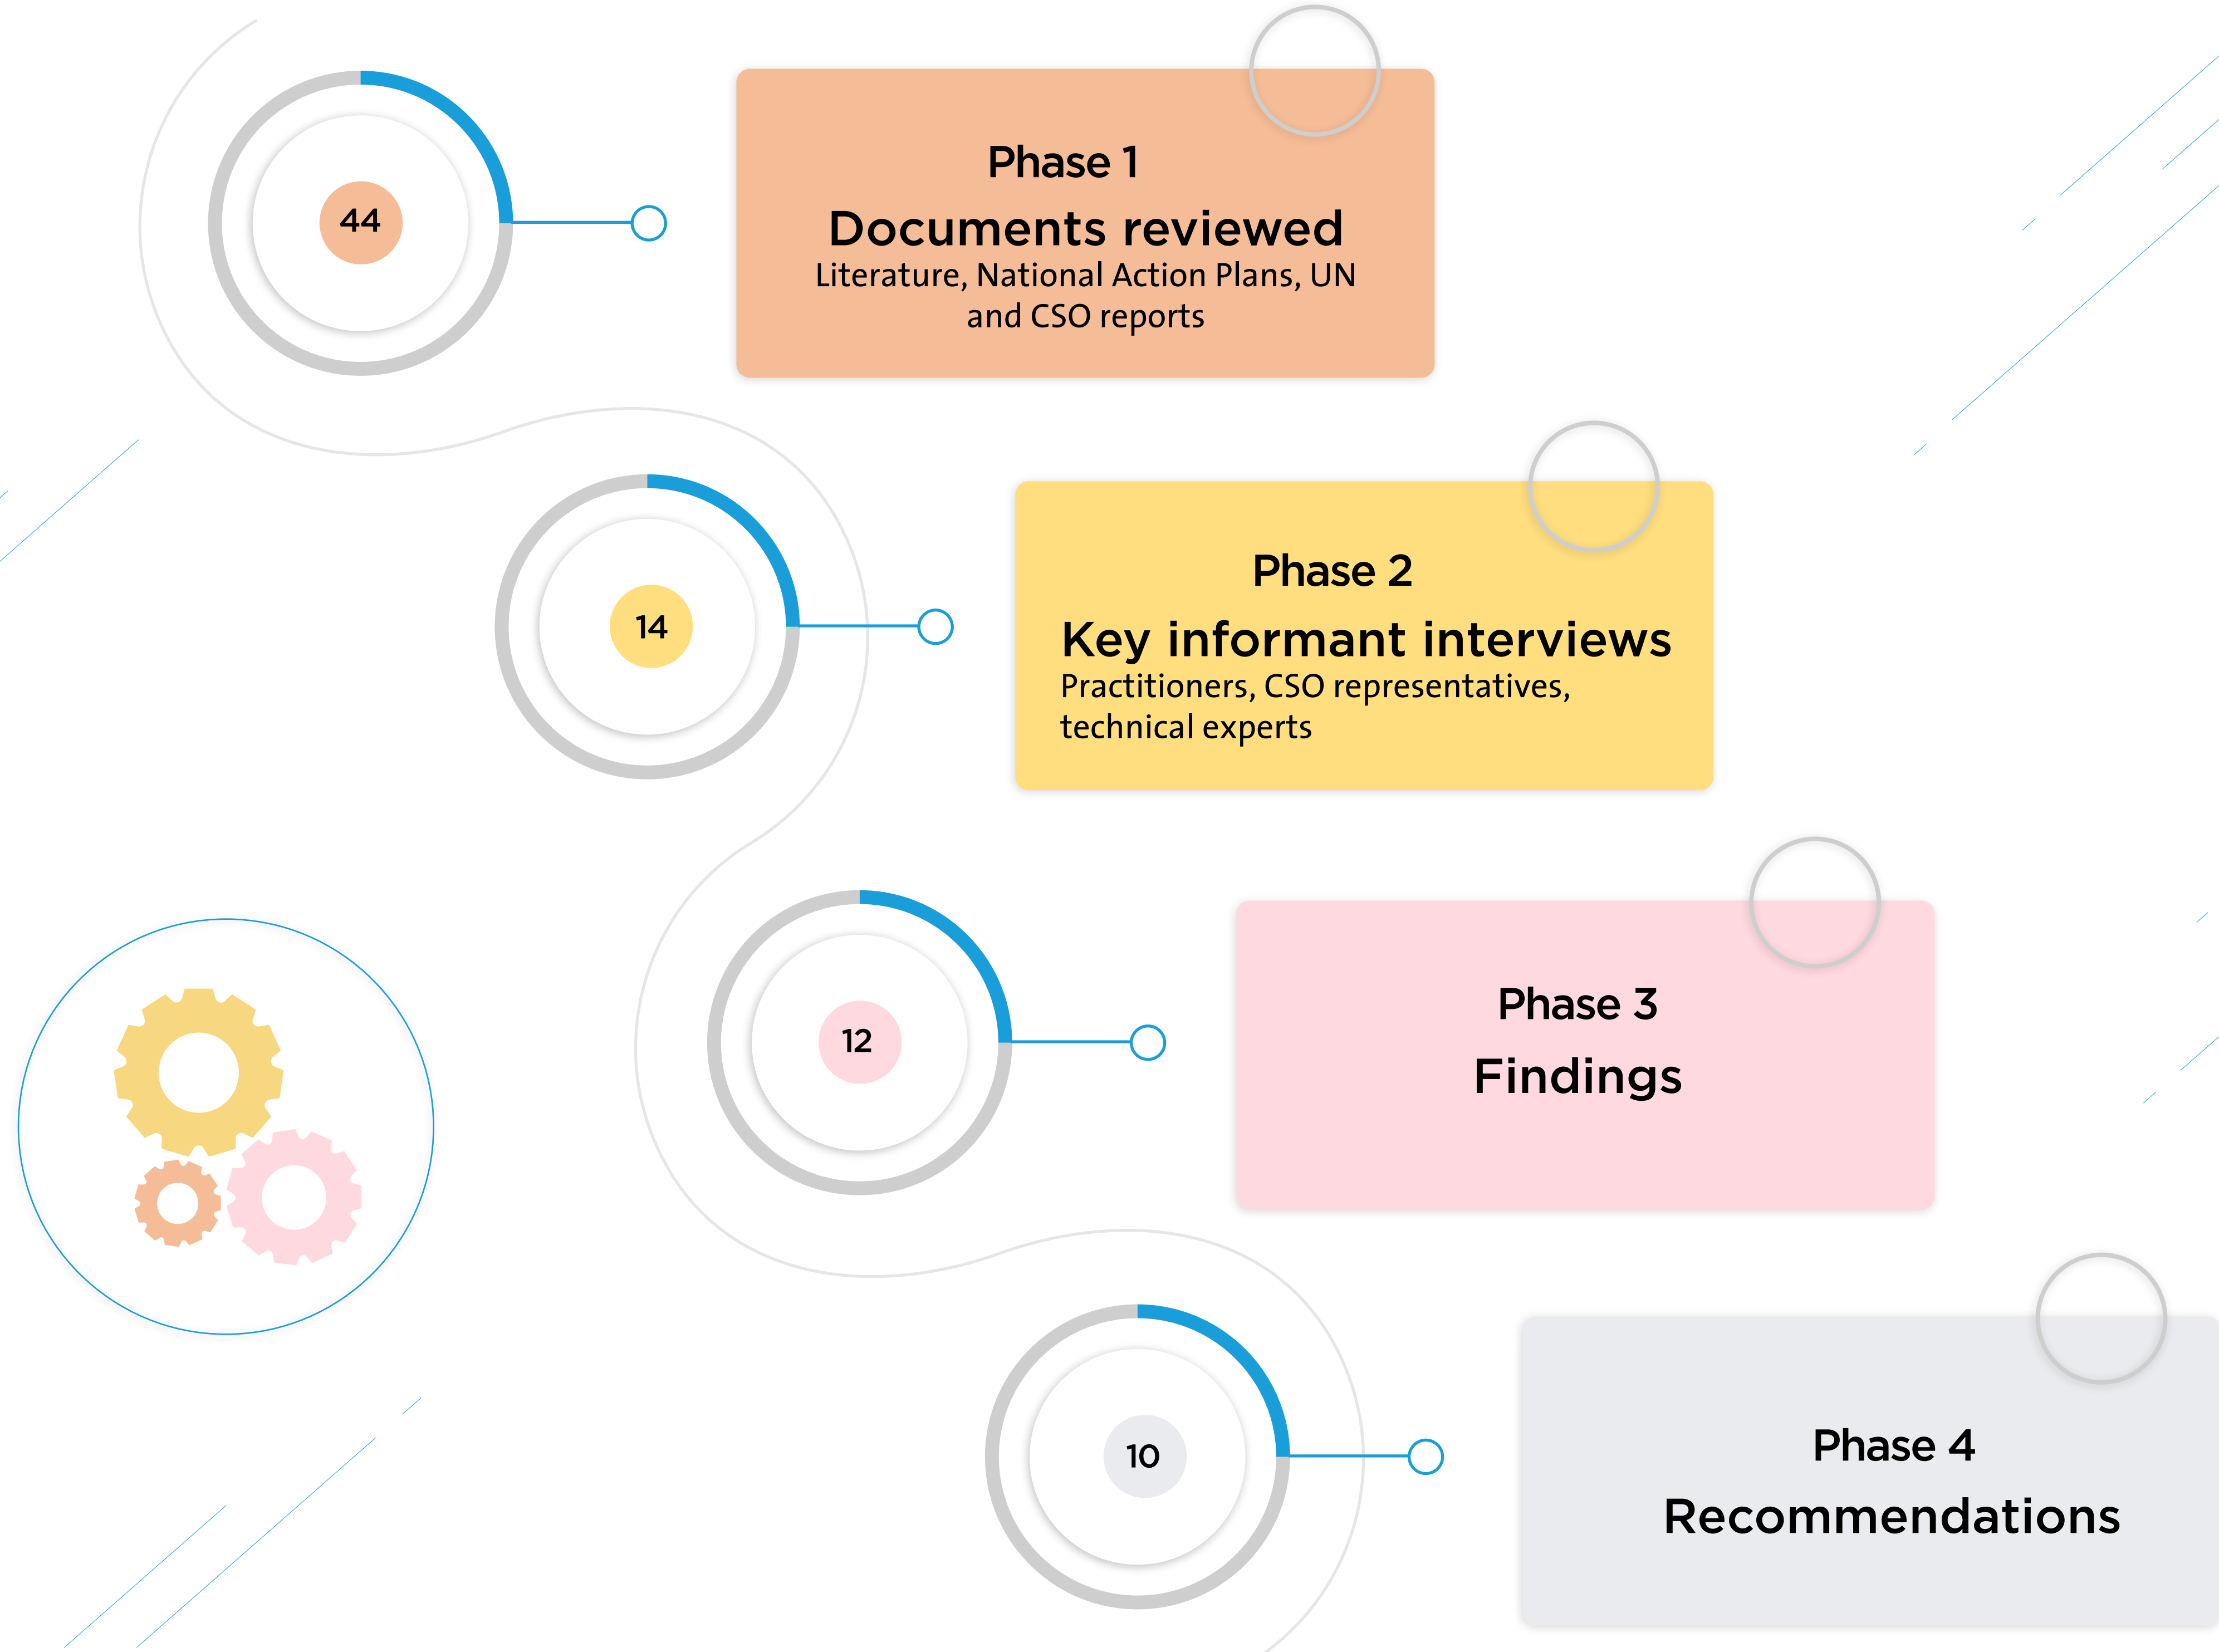 44
Phase 1
Documents reviewed
Literature, National Action Plans, UN
and CSO reports
14
Phase 2
Key informant interviews
Practitioners, CSO representatives,
technical experts
12
Phase 3
Findings
10
Phase 4
Recommendations